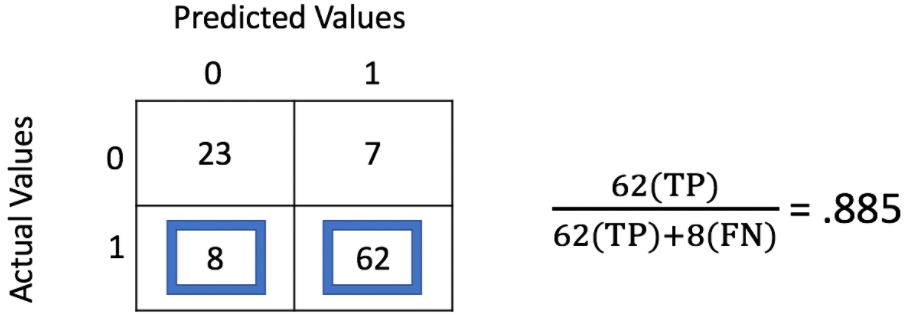 Predicted Values
0 1
Actual Values
0 23 7
1 8 62
62(TP)
62(TP)+8(FN)
= .885